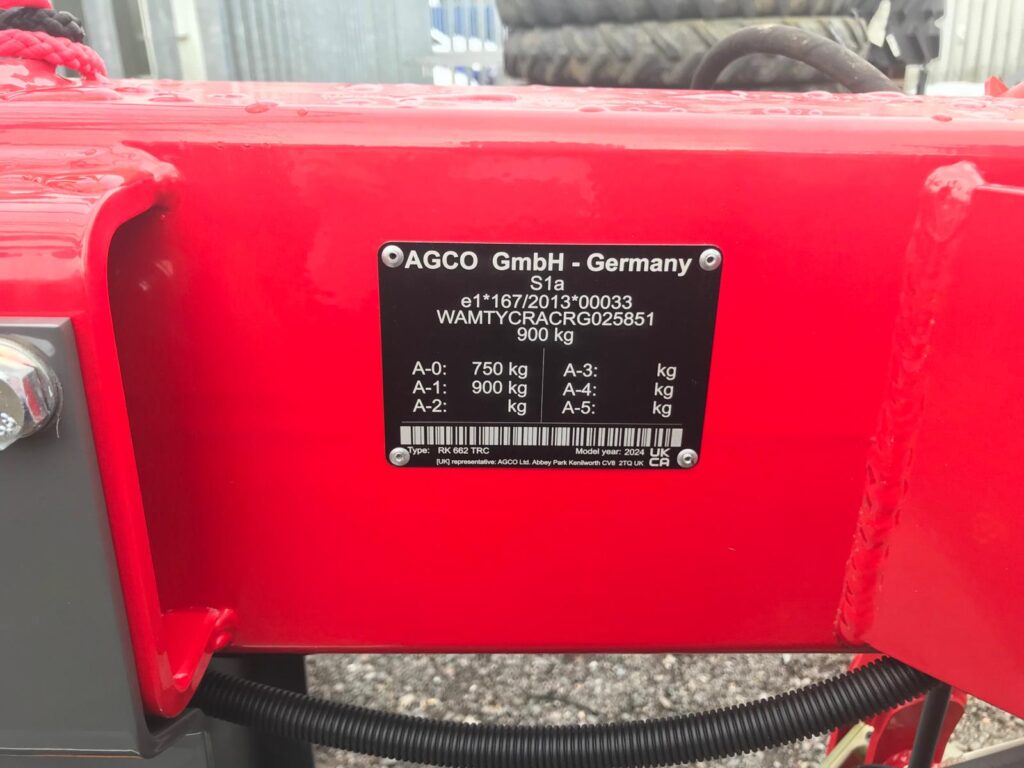 AGCO GmbH - Germany
S1a
e1*167/2013*00033
WAMTYCRACRG025851
900 kg
A-0: 750 kg A-3: kg
A-1: 900 kg A-4: kg
A-2: kg A-5: kg
Type: RK 662 TRC Model year: 2024 UK
CA
[UK] representative: AGCO Ltd. Abbey Park Kenilworth CV8 2TQ UK